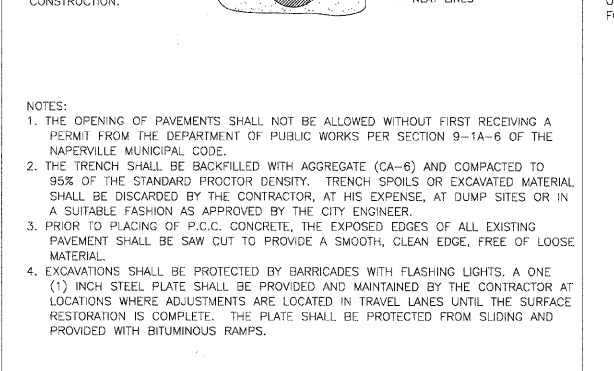 CONSTRUCTION.
NEAT LINES
NOTES:
1. THE OPENING OF PAVEMENTS SHALL NOT BE ALLOWED WITHOUT FIRST RECEIVING A
PERMIT FROM THE DEPARTMENT OF PUBLIC WORKS PER SECTION 9-1A-6 OF THE
NAPERVILLE MUNICIPAL CODE.
2. THE TRENCH SHALL BE BACKFILLED WITH AGGREGATE (CA-6) AND COMPACTED TO
95% OF THE STANDARD PROCTOR DENSITY. TRENCH SPOILS OR EXCAVATED MATERIAL
SHALL BE DISCARDED BY THE CONTRACTOR, AT HIS EXPENSE, AT DUMP SITES OR IN
A SUITABLE FASHION AS APPROVED BY THE CITY ENGINEER.
3. PRIOR TO PLACING OF P.C.C. CONCRETE, THE EXPOSED EDGES OF ALL EXISTING
PAVEMENT SHALL BE SAW CUT TO PROVIDE A SMOOTH, CLEAN EDGE, FREE OF LOOSE
MATERIAL.
4. EXCAVATIONS SHALL BE PROTECTED BY BARRICADES WITH FLASHING LIGHTS. A ONE
(1) INCH STEEL PLATE SHALL BE PROVIDED AND MAINTAINED BY THE CONTRACTOR AT
LOCATIONS WHERE ADJUSTMENTS ARE LOCATED IN TRAVEL LANES UNTIL THE SURFACE
RESTORATION IS COMPLETE. THE PLATE SHALL BE PROTECTED FROM SLIDING AND
PROVIDED WITH BITUMINOUS RAMPS.